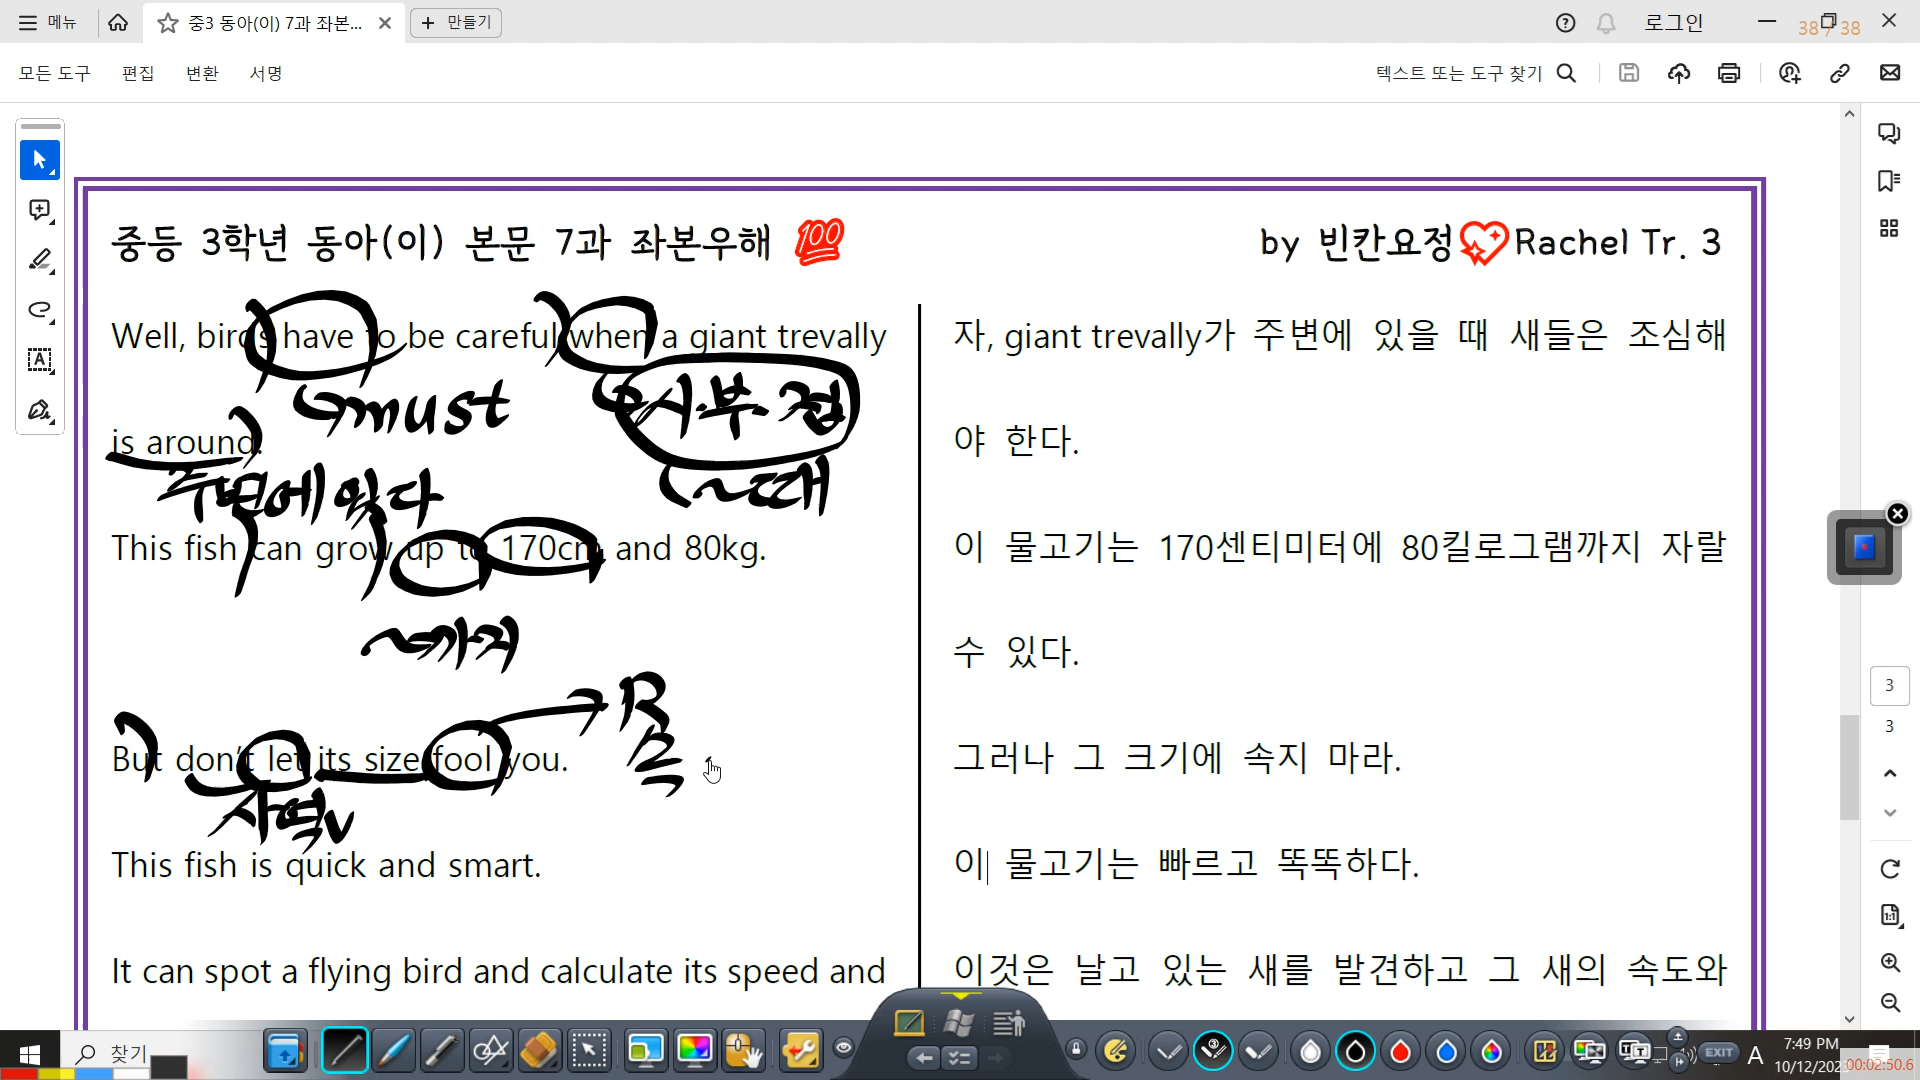 메뉴
중3 동아(이) 7과 좌본...
만들기
로그인
38 / 38
모든 도구 편집 변환 서명
텍스트 또는 도구 찾기
중등 3학년 동아(이) 본문 7과 좌본우해 💯
by 빈칸요정💖Rachel Tr. 3
Well, birds have to be careful when a giant trevally
must
시.부.접
is around.
주변에 있다
~때
This fish can grow up to 170cm and 80kg.
~까지
R
But don't let its size fool you.
속
사역v
This fish is quick and smart.
It can spot a flying bird and calculate its speed and
자, giant trevally가 주변에 있을 때 새들은 조심해
야 한다.
이 물고기는 170센티미터에 80킬로그램까지 자랄
수 있다.
그러나 그 크기에 속지 마라.
이 물고기는 빠르고 똑똑하다.
이것은 날고 있는 새를 발견하고 그 새의 속도와
3
3
찾기
EXIT
A
7:49 PM
00:02:50.6